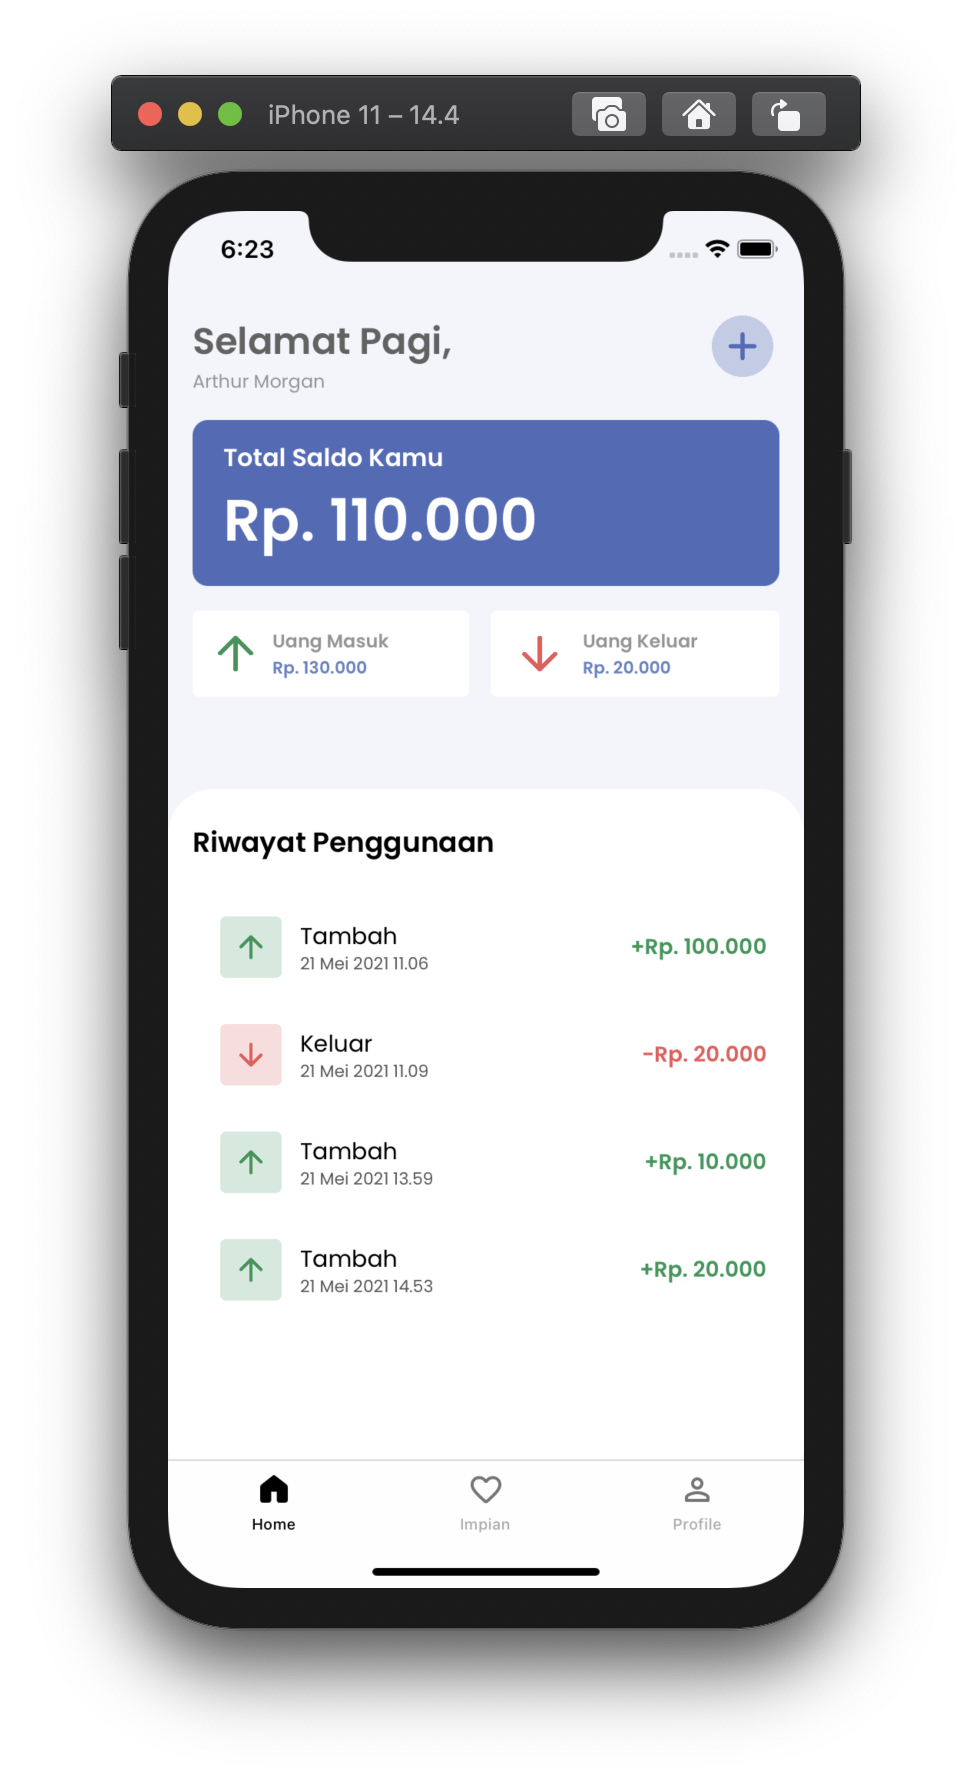 iPhone 11 – 14.4
6:23
Selamat Pagi,
Arthur Morgan
Total Saldo Kamu
Rp. 110.000
Uang Masuk
Rp. 130.000
Uang Keluar
Rp. 20.000
Riwayat Penggunaan
Tambah
21 Mei 2021 11.06
+Rp. 100.000
Keluar
21 Mei 2021 11.09
-Rp. 20.000
Tambah
21 Mei 2021 13.59
+Rp. 10.000
Tambah
21 Mei 2021 14.53
+Rp. 20.000
Home
Impian
Profile